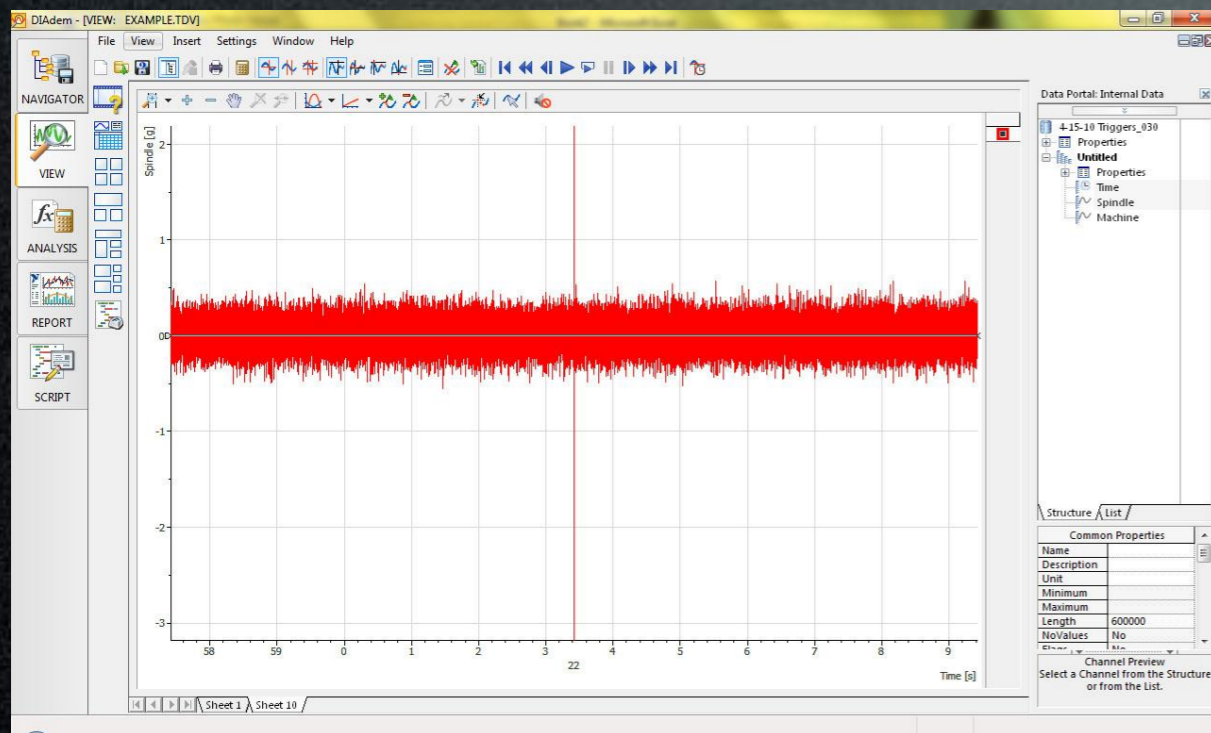 DIAdem - [VIEW: EXAMPLE.TDV]
File View Insert Settings Window Help
NAVIGATOR
VIEW
ANALYSIS
REPORT
SCRIPT
Spindle [g]
2
1
0
-1
-2
-3
58 59 0 1 2 3 4 5 6 7 8 9
22
Time [s]
Sheet 1 Sheet 10
Data Portal: Internal Data
4-15-10 Triggers_030
Properties
Untitled
Properties
Time
Spindle
Machine
Structure List
Common Properties
Name
Description
Unit
Minimum
Maximum
Length 600000
NoValues No
Channel Preview
Select a Channel from the Structure
or from the List.